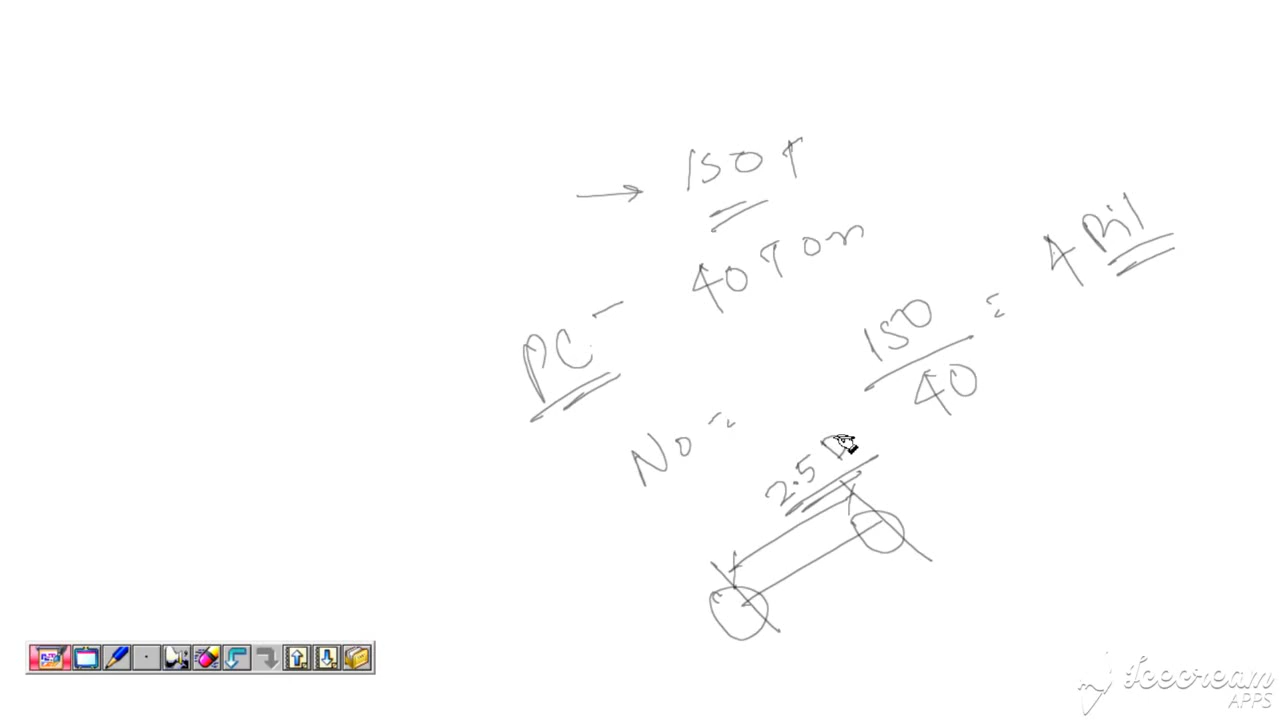 → 150 T
PC - 40 Ton
No = 150/40 = 4 Pil
2.5 D
Icecream
APPS